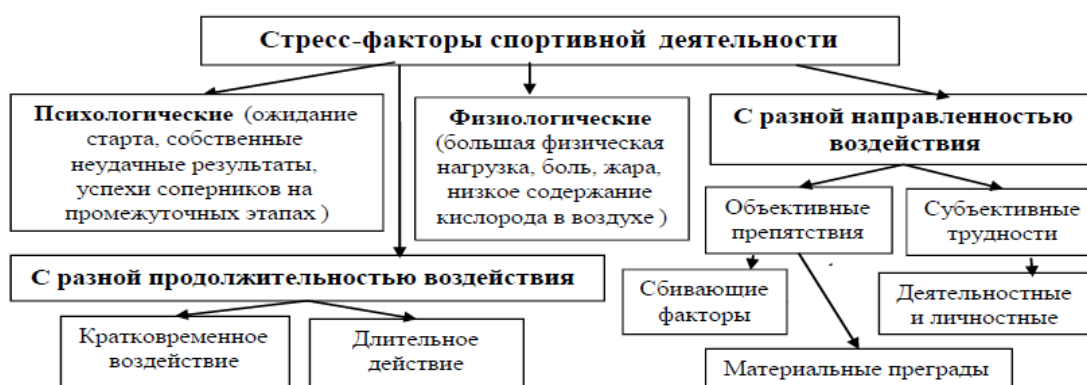 Стресс-факторы спортивной деятельности
Психологические (ожидание
старта, собственные
неудачные результаты,
успехи соперников на
промежуточных этапах )
Физиологические
(большая физическая
нагрузка, боль, жара,
низкое содержание
кислорода в воздухе )
С разной направленностью
воздействия
Объективные
препятствия
Субъективные
трудности
С разной продолжительностью воздействия
Сбивающие
факторы
Деятельностные
и личностные
Кратковременное
воздействие
Длительное
действие
Материальные преграды